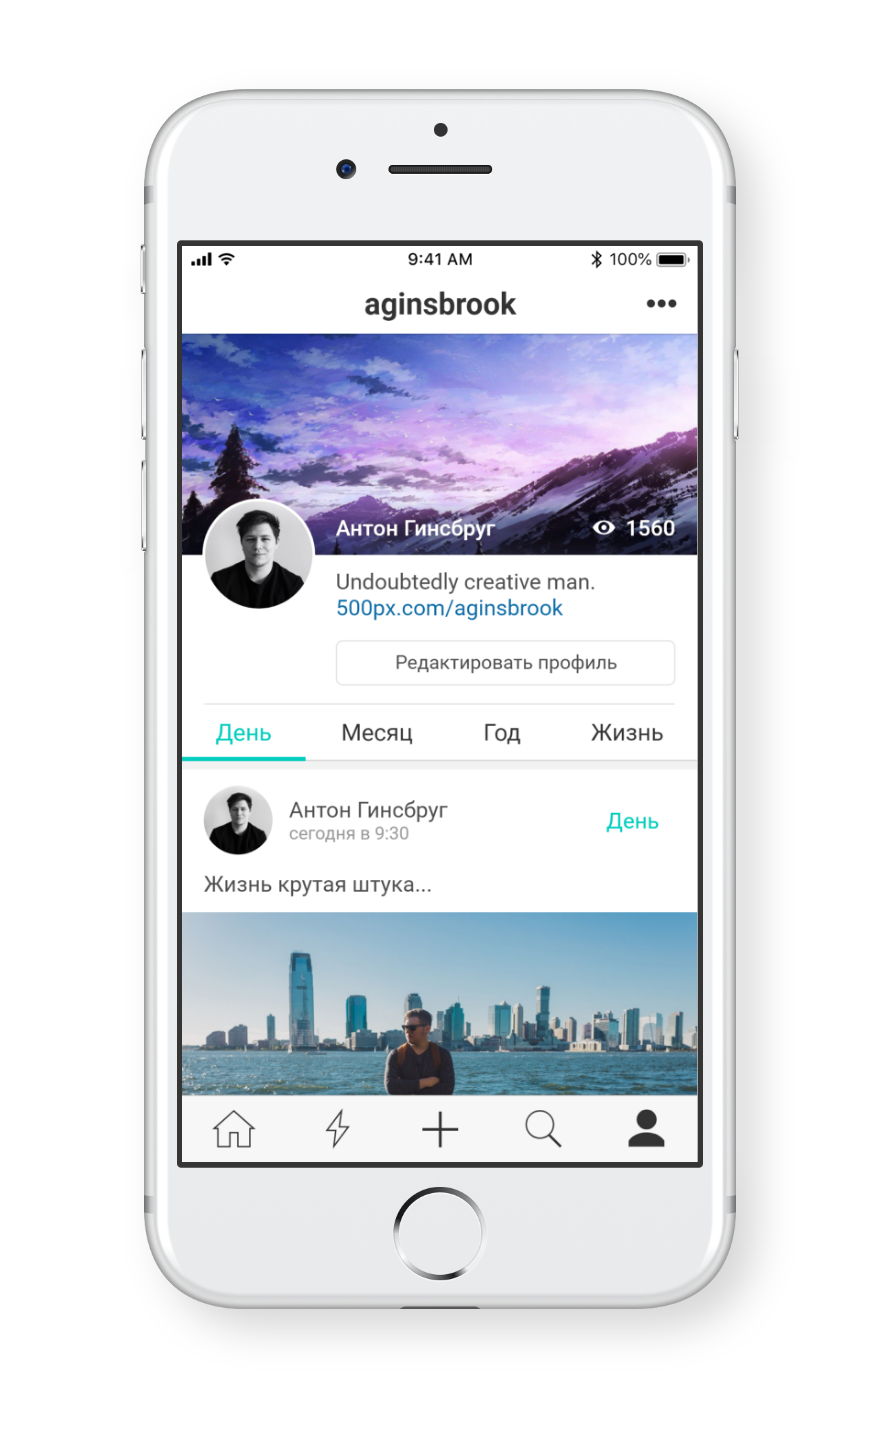 9:41 AM
100%
aginsbrook
Антон Гинсбруг
1560
Undoubtedly creative man.
500px.com/aginsbrook
Редактировать профиль
День
Месяц
Год
Жизнь
Антон Гинсбруг
сегодня в 9:30
День
Жизнь крутая штука...